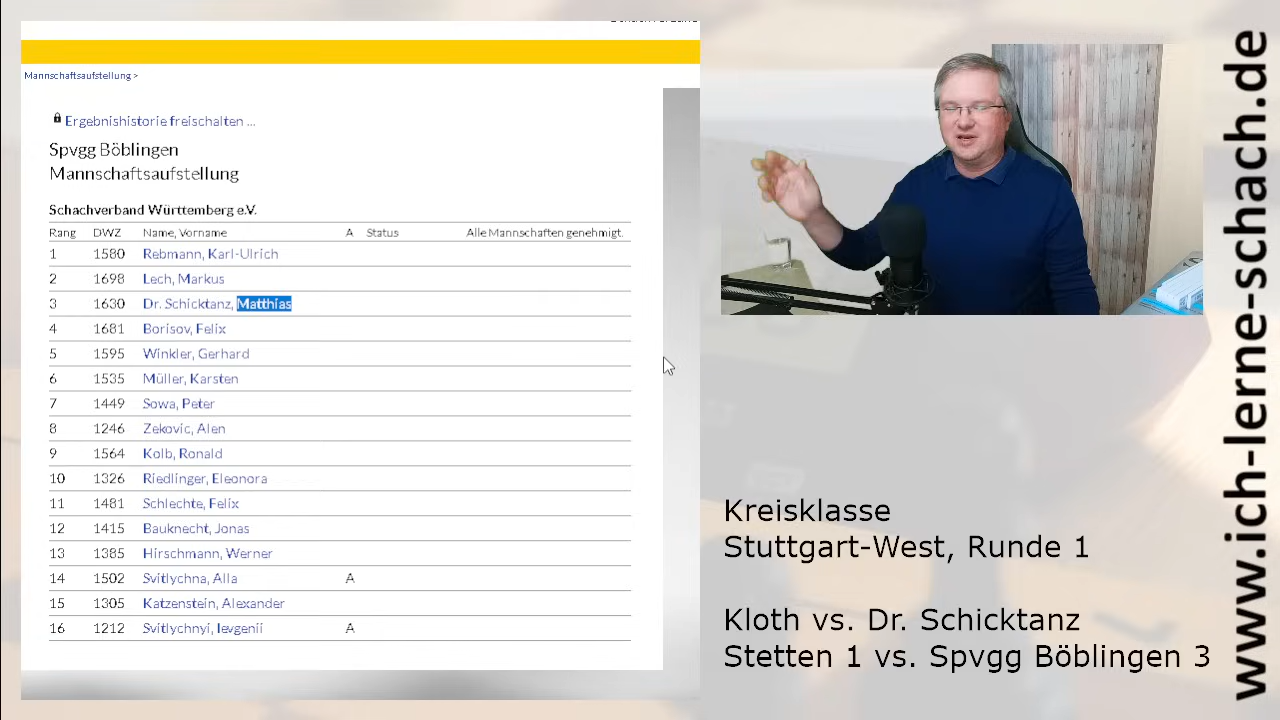 Mannschaftsaufstellung >
Ergebnishistorie freischalten ...
Spvgg Böblingen
Mannschaftsaufstellung
Schachverband Württemberg e.V.
Rang DWZ Name, Vorname A Status Alle Mannschaften genehmigt.
1 1580 Rebmann, Karl-Ulrich
2 1698 Lech, Markus
3 1630 Dr. Schicktanz, Matthias
4 1681 Borisov, Felix
5 1595 Winkler, Gerhard
6 1535 Müller, Karsten
7 1449 Sowa, Peter
8 1246 Zekovic, Alen
9 1564 Kolb, Ronald
10 1326 Riedlinger, Eleonora
11 1481 Schlechte, Felix
12 1415 Bauknecht, Jonas
13 1385 Hirschmann, Werner
14 1502 Svitlychna, Alla A
15 1305 Katzenstein, Alexander
16 1212 Svitlychnyi, Ievgenii A
Kreisklasse
Stuttgart-West, Runde 1
Kloth vs. Dr. Schicktanz
Stetten 1 vs. Spvgg Böblingen 3
www.ich-lerne-schach.de